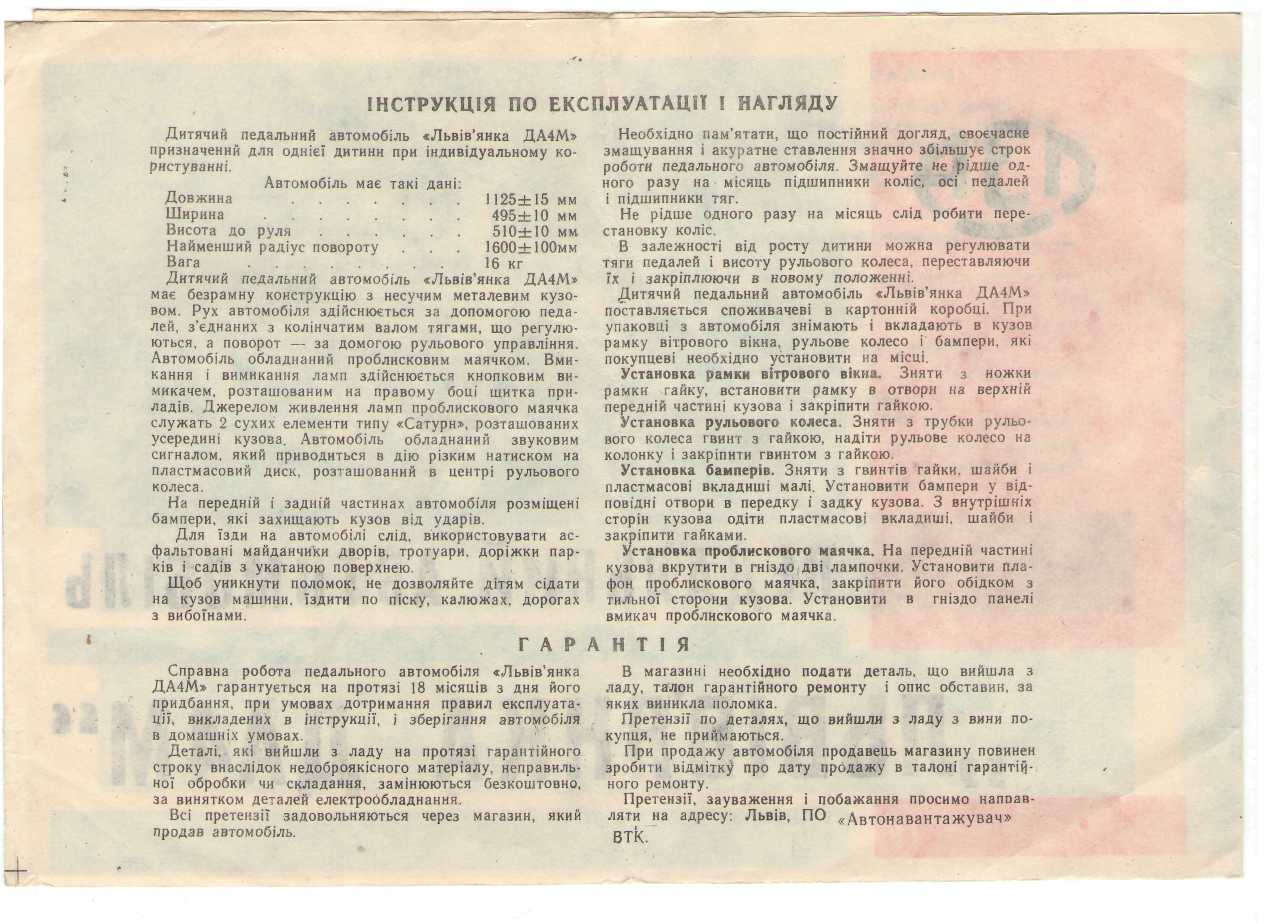 ІНСТРУКЦІЯ ПО ЕКСПЛУАТАЦІЇ І НАГЛЯДУ
Дитячий педальний автомобіль «Львів'янка ДА4М»
призначений для однієї дитини при індивідуальному ко-
ристуванні.
Автомобіль має такі дані:
Довжина . . . . . . . 1125±15 мм
Ширина . . . . . . . 495±10 мм
Висота до руля . . . . . . 510±10 мм
Найменший радіус повороту . . . 1600±100мм
Вага . . . . . . . . 16 кг
Дитячий педальний автомобіль «Львів'янка ДА4М»
має безрамну конструкцію з несучим металевим кузо-
вом. Рух автомобіля здійснюється за допомогою педа-
лей, з'єднаних з колінчатим валом тягами, що регулю-
ються, а поворот — за домогою рульового управління.
Автомобіль обладнаний проблисковим маячком. Вми-
кання і вимикання ламп здійснюється кнопковим ви-
микачем, розташованим на правому боці щитка при-
ладів. Джерелом живлення ламп проблискового маячка
служать 2 сухих елементи типу «Сатурн», розташованих
усередині кузова. Автомобіль обладнаний звуковим
сигналом, який приводиться в дію різким натиском на
пластмасовий диск, розташований в центрі рульового
колеса.
На передній і задній частинах автомобіля розміщені
бампери, які захищають кузов від ударів.
Для їзди на автомобілі слід, використовувати ас-
фальтовані майданчики дворів, тротуари, доріжки пар-
ків і садів з укатаною поверхнею.
Щоб уникнути поломок, не дозволяйте дітям сідати
на кузов машини, їздити по піску, калюжах, дорогах
з вибоїнами.
Необхідно пам'ятати, що постійний догляд, своєчасне
змащування і акуратне ставлення значно збільшує строк
роботи педального автомобіля. Змащуйте не рідше од-
ного разу на місяць підшипники коліс, осі педалей
і підшипники тяг.
Не рідше одного разу на місяць слід робити пере-
становку коліс.
В залежності від росту дитини можна регулювати
тяги педалей і висоту рульового колеса, переставляючи
їх і закріплюючи в новому положенні.
Дитячий педальний автомобіль «Львів'янка ДА4М»
поставляється споживачеві в картонній коробці. При
упаковці з автомобіля знімають і вкладають в кузов
рамку вітрового вікна, рульове колесо і бампери, які
покупцеві необхідно установити на місці.
Установка рамки вітрового вікна. Зняти з ножки
рамки гайку, встановити рамку в отвори на верхній
передній частині кузова і закріпити гайкою.
Установка рульового колеса. Зняти з трубки рульо-
вого колеса гвинт з гайкою, надіти рульове колесо на
колонку і закріпити гвинтом з гайкою.
Установка бамперів. Зняти з гвинтів гайки, шайби і
пластмасові вкладиші малі. Установити бампери у від-
повідні отвори в передку і задку кузова. З внутрішніх
сторін кузова одіти пластмасові вкладиші, шайби і
закріпити гайками.
Установка проблискового маячка. На передній частині
кузова вкрутити в гніздо дві лампочки. Установити пла-
фон проблискового маячка, закріпити його обідком з
тильної сторони кузова. Установити в гніздо панелі
вмикач проблискового маячка.
ГАРАНТІЯ
Справна робота педального автомобіля «Львів'янка
ДА4М» гарантується на протязі 18 місяців з дня його
придбання, при умовах дотримання правил експлуата-
ції, викладених в інструкції, і зберігання автомобіля
в домашніх умовах.
Деталі, які вийшли з ладу на протязі гарантійного
строку внаслідок недоброякісного матеріалу, неправиль-
ної обробки чи складання, замінюються безкоштовно,
за винятком деталей електрообладнання.
Всі претензії задовольняються через магазин, який
продав автомобіль.
В магазині необхідно подати деталь, що вийшла з
ладу, талон гарантійного ремонту і опис обставин, за
яких виникла поломка.
Претензії по деталях, що вийшли з ладу з вини по-
купця, не приймаються.
При продажу автомобіля продавець магазину повинен
зробити відмітку про дату продажу в талоні гарантій-
ного ремонту.
Претензії, зауваження і побажання просимо направ-
ляти на адресу: Львів, ПО «Автонавантажувач»
ВТК.